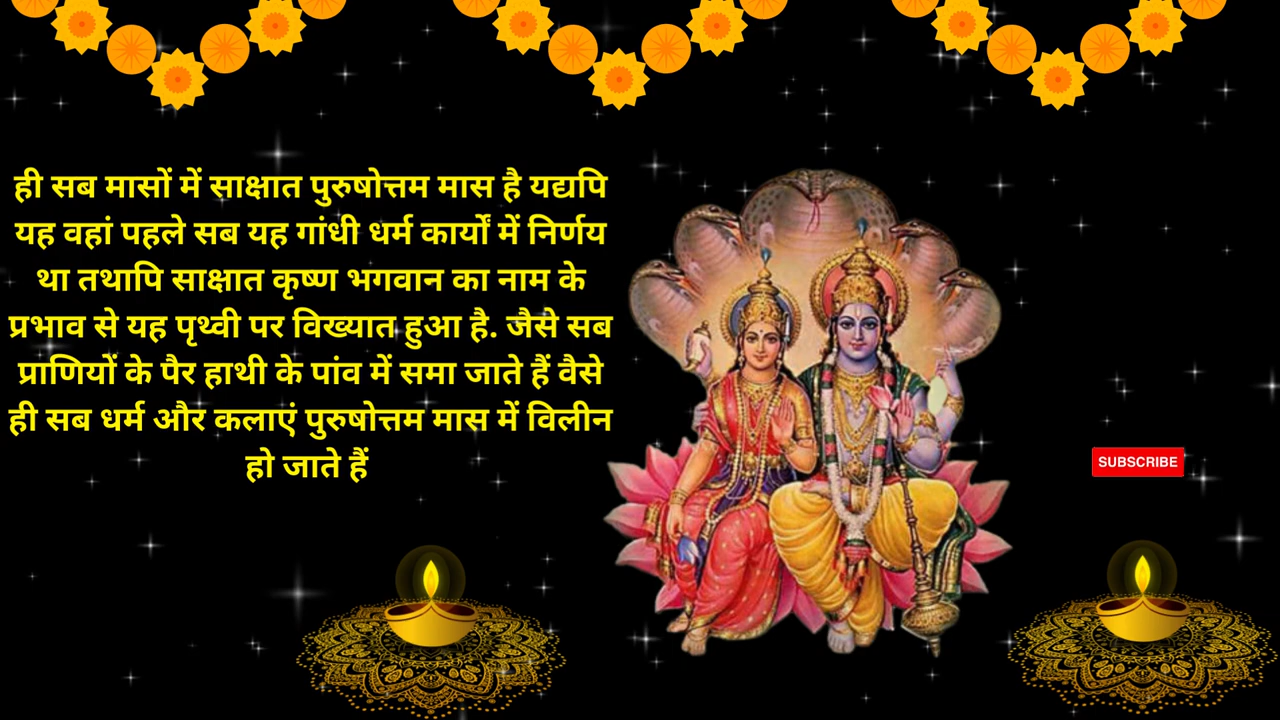 ही सब मासों में साक्षात पुरुषोत्तम मास है यद्यपि
यह वहां पहले सब यह गांधी धर्म कार्यों में निर्णय
था तथापि साक्षात कृष्ण भगवान का नाम के
प्रभाव से यह पृथ्वी पर विख्यात हुआ है. जैसे सब
प्राणियों के पैर हाथी के पांव में समा जाते हैं वैसे
ही सब धर्म और कलाएं पुरुषोत्तम मास में विलीन
हो जाते हैं
SUBSCRIBE